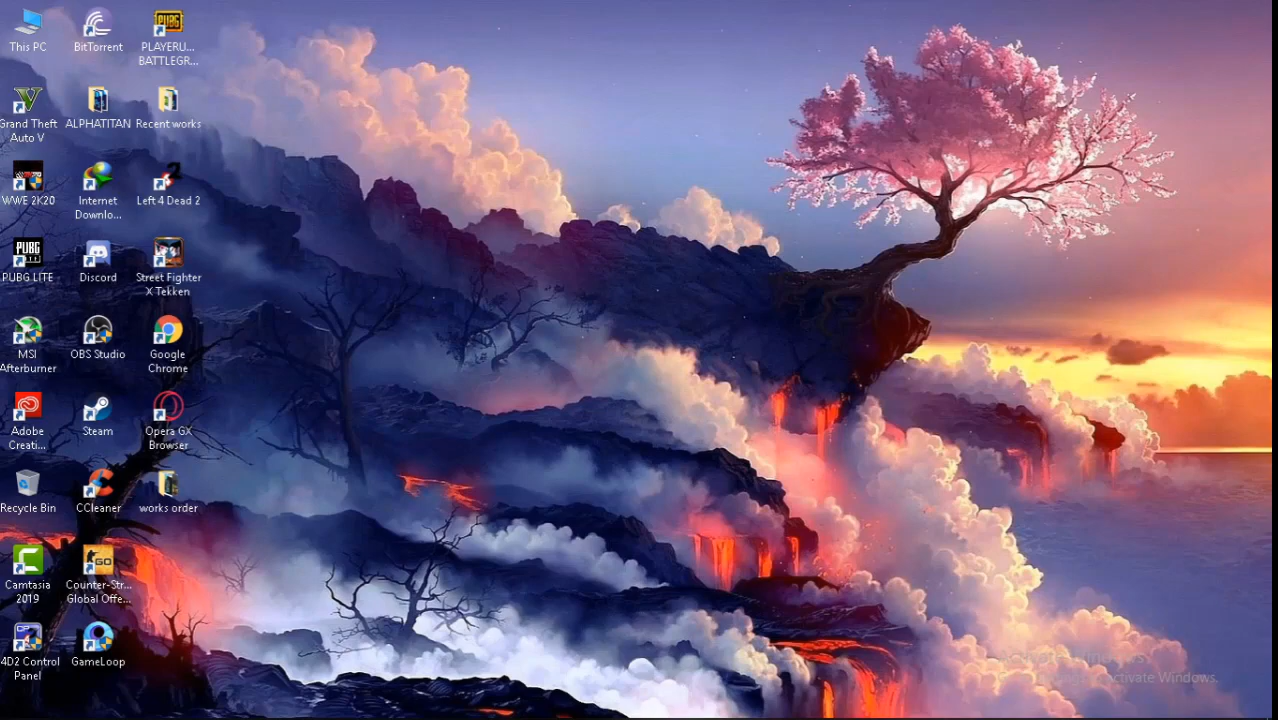 This PC
BitTorrent
PLAYERU...
BATTLEGR...
Grand Theft
Auto V
ALPHATITAN
Recent works
WWE 2K20
Internet
Downlo...
Left 4 Dead 2
PUBG
PUBG LITE
Discord
Street Fighter
X Tekken
MSI
Afterburner
OBS Studio
Google
Chrome
Adobe
Creati...
Steam
Opera GX
Browser
Recycle Bin
CCleaner
works order
Camtasia
2019
GO
Counter-Str...
Global Offe...
4D2 Control
Panel
GameLoop
activate Windows.